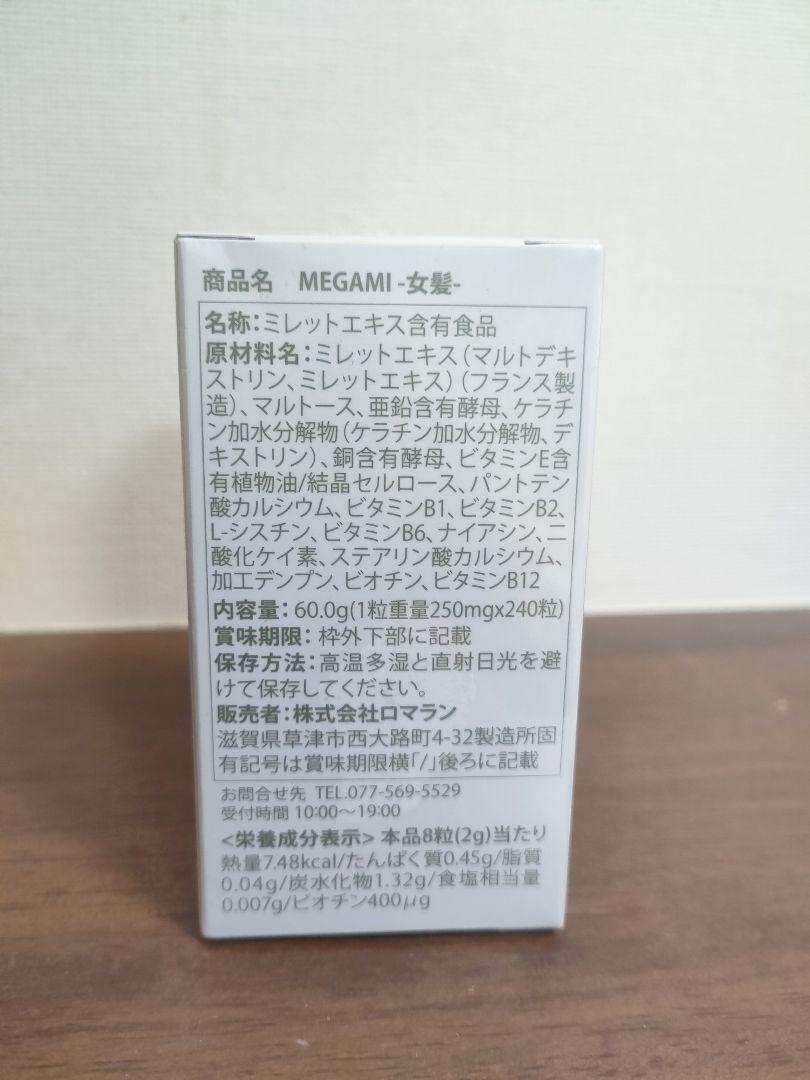 商品名　MEGAMI -女髪-
名称：ミレットエキス含有食品
原材料名：ミレットエキス（マルトデキ
ストリン、ミレットエキス）（フランス製
造）、マルトース、亜鉛含有酵母、ケラチ
ン加水分解物（ケラチン加水分解物、デ
キストリン）、銅含有酵母、ビタミンE含
有植物油/結晶セルロース、パントテン
酸カルシウム、ビタミンB1、ビタミンB2、
L-シスチン、ビタミンB6、ナイアシン、二
酸化ケイ素、ステアリン酸カルシウム、
加工デンプン、ビオチン、ビタミンB12
内容量：60.0g(1粒重量250mgx240粒)
賞味期限：枠外下部に記載
保存方法：高温多湿と直射日光を避
けて保存してください。
販売者：株式会社ロマラン
滋賀県草津市西大路町4-32製造所固
有記号は賞味期限横「/」後ろに記載
お問合せ先 TEL.077-569-5529
受付時間 10:00～19:00
<栄養成分表示> 本品8粒(2g)当たり
熱量7.48kcal/たんぱく質0.45g/脂質
0.04g/炭水化物1.32g/食塩相当量
0.007g/ビオチン400μg